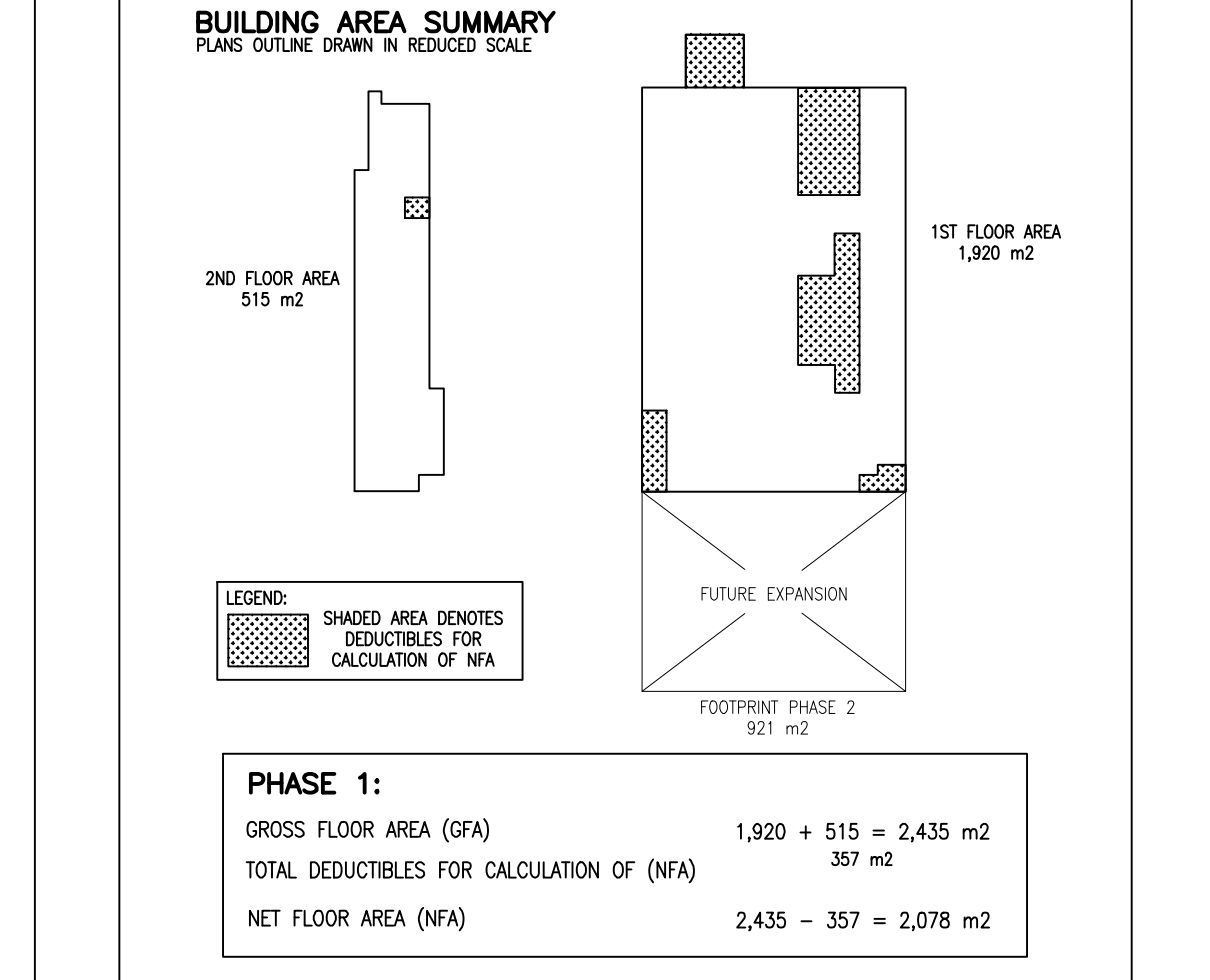 BUILDING AREA SUMMARY
PLANS OUTLINE DRAWN IN REDUCED SCALE
2ND FLOOR AREA
515 m2
1ST FLOOR AREA
1,920 m2
LEGEND:
SHADED AREA DENOTES
DEDUCTIBLES FOR
CALCULATION OF NFA
FUTURE EXPANSION
FOOTPRINT PHASE 2
921 m2
PHASE 1:
GROSS FLOOR AREA (GFA) 1,920 + 515 = 2,435 m2
TOTAL DEDUCTIBLES FOR CALCULATION OF (NFA) 357 m2
NET FLOOR AREA (NFA) 2,435 - 357 = 2,078 m2